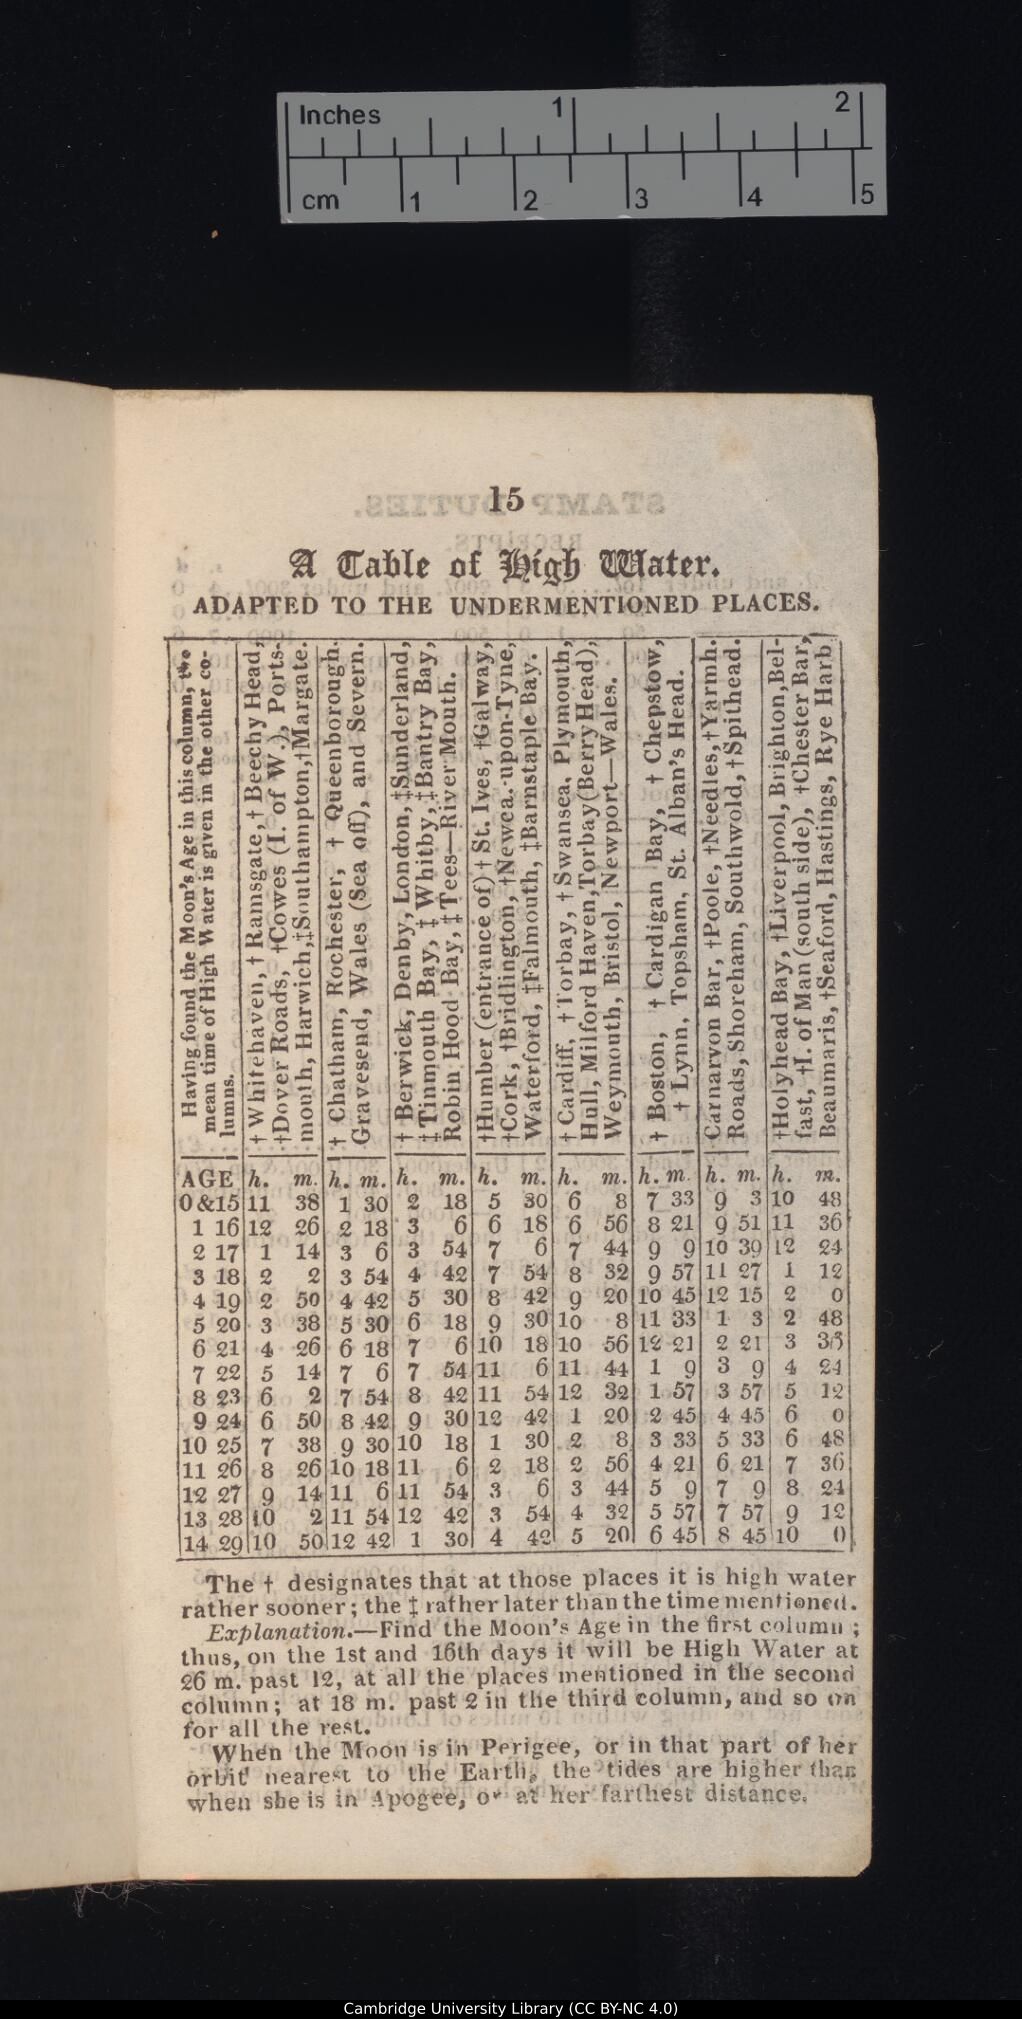 Inches 1 2
cm 1 2 3 4 5
15
A Table of High Water.
ADAPTED TO THE UNDERMENTIONED PLACES.
Having found the Moon's Age in this column, the
mean time of High Water is given in the other co-
lumns.
† Whitehaven, † Ramsgate, † Beechy Head,
†Dover Roads, †Cowes (I. of W.), Ports-
mouth, Harwich, ‡Southampton, †Margate.
† Chatham, Rochester, † Queenborough.
Gravesend, Wales (Sea off), and Severn.
† Berwick, Denby, London, ‡Sunderland,
‡Tinmouth Bay, ‡ Whitby, ‡Bantry Bay,
Robin Hood Bay, ‡Tees—River Mouth.
†Humber (entrance of) † St. Ives, †Galway,
†Cork, †Bridlington, †Newca.-upon-Tyne,
Waterford, ‡Falmouth, ‡Barnstaple Bay.
† Cardiff, † Torbay, † Swansea, Plymouth,
Hull, Milford Haven, Torbay (Berry Head),
Weymouth, Bristol, Newport—Wales.
† Boston, † Cardigan Bay, † Chepstow,
† Lynn, Topsham, St. Alban's Head.
Carnarvon Bar, †Poole, †Needles, †Yarmh.
Roads, Shoreham, Southwold, †Spithead.
†Holyhead Bay, †Liverpool, Brighton, Bel-
fast, †I. of Man (south side), †Chester Bar,
Beaumaris, †Seaford, Hastings, Rye Harb
AGE h. m. h. m. h. m. h. m. h. m. h. m. h. m. h. m.
0&15 11 38 1 30 2 18 5 30 6 8 7 33 9 3 10 48
1 16 12 26 2 18 3 6 6 18 6 56 8 21 9 51 11 36
2 17 1 14 3 6 3 54 7 6 7 44 9 9 10 39 12 24
3 18 2 2 3 54 4 42 7 54 8 32 9 57 11 27 1 12
4 19 2 50 4 42 5 30 8 42 9 20 10 45 12 15 2 0
5 20 3 38 5 30 6 18 9 30 10 8 11 33 1 3 2 48
6 21 4 26 6 18 7 6 10 18 10 56 12 21 2 21 3 36
7 22 5 14 7 6 7 54 11 6 11 44 1 9 3 9 4 24
8 23 6 2 7 54 8 42 11 54 12 32 1 57 3 57 5 12
9 24 6 50 8 42 9 30 12 42 1 20 2 45 4 45 6 0
10 25 7 38 9 30 10 18 1 30 2 8 3 33 5 33 6 48
11 26 8 26 10 18 11 6 2 18 2 56 4 21 6 21 7 36
12 27 9 14 11 6 11 54 3 6 3 44 5 9 7 9 8 24
13 28 10 2 11 54 12 42 3 54 4 32 5 57 7 57 9 12
14 29 10 50 12 42 1 30 4 42 5 20 6 45 8 45 10 0
The † designates that at those places it is high water
rather sooner; the ‡ rather later than the time mentioned.
Explanation.—Find the Moon's Age in the first column;
thus, on the 1st and 16th days it will be High Water at
26 m. past 12, at all the places mentioned in the second
column; at 18 m. past 2 in the third column, and so on
for all the rest.
When the Moon is in Perigee, or in that part of her
orbit nearest to the Earth, the tides are higher than
when she is in Apogee, or at her farthest distance.
Cambridge University Library (CC BY-NC 4.0)